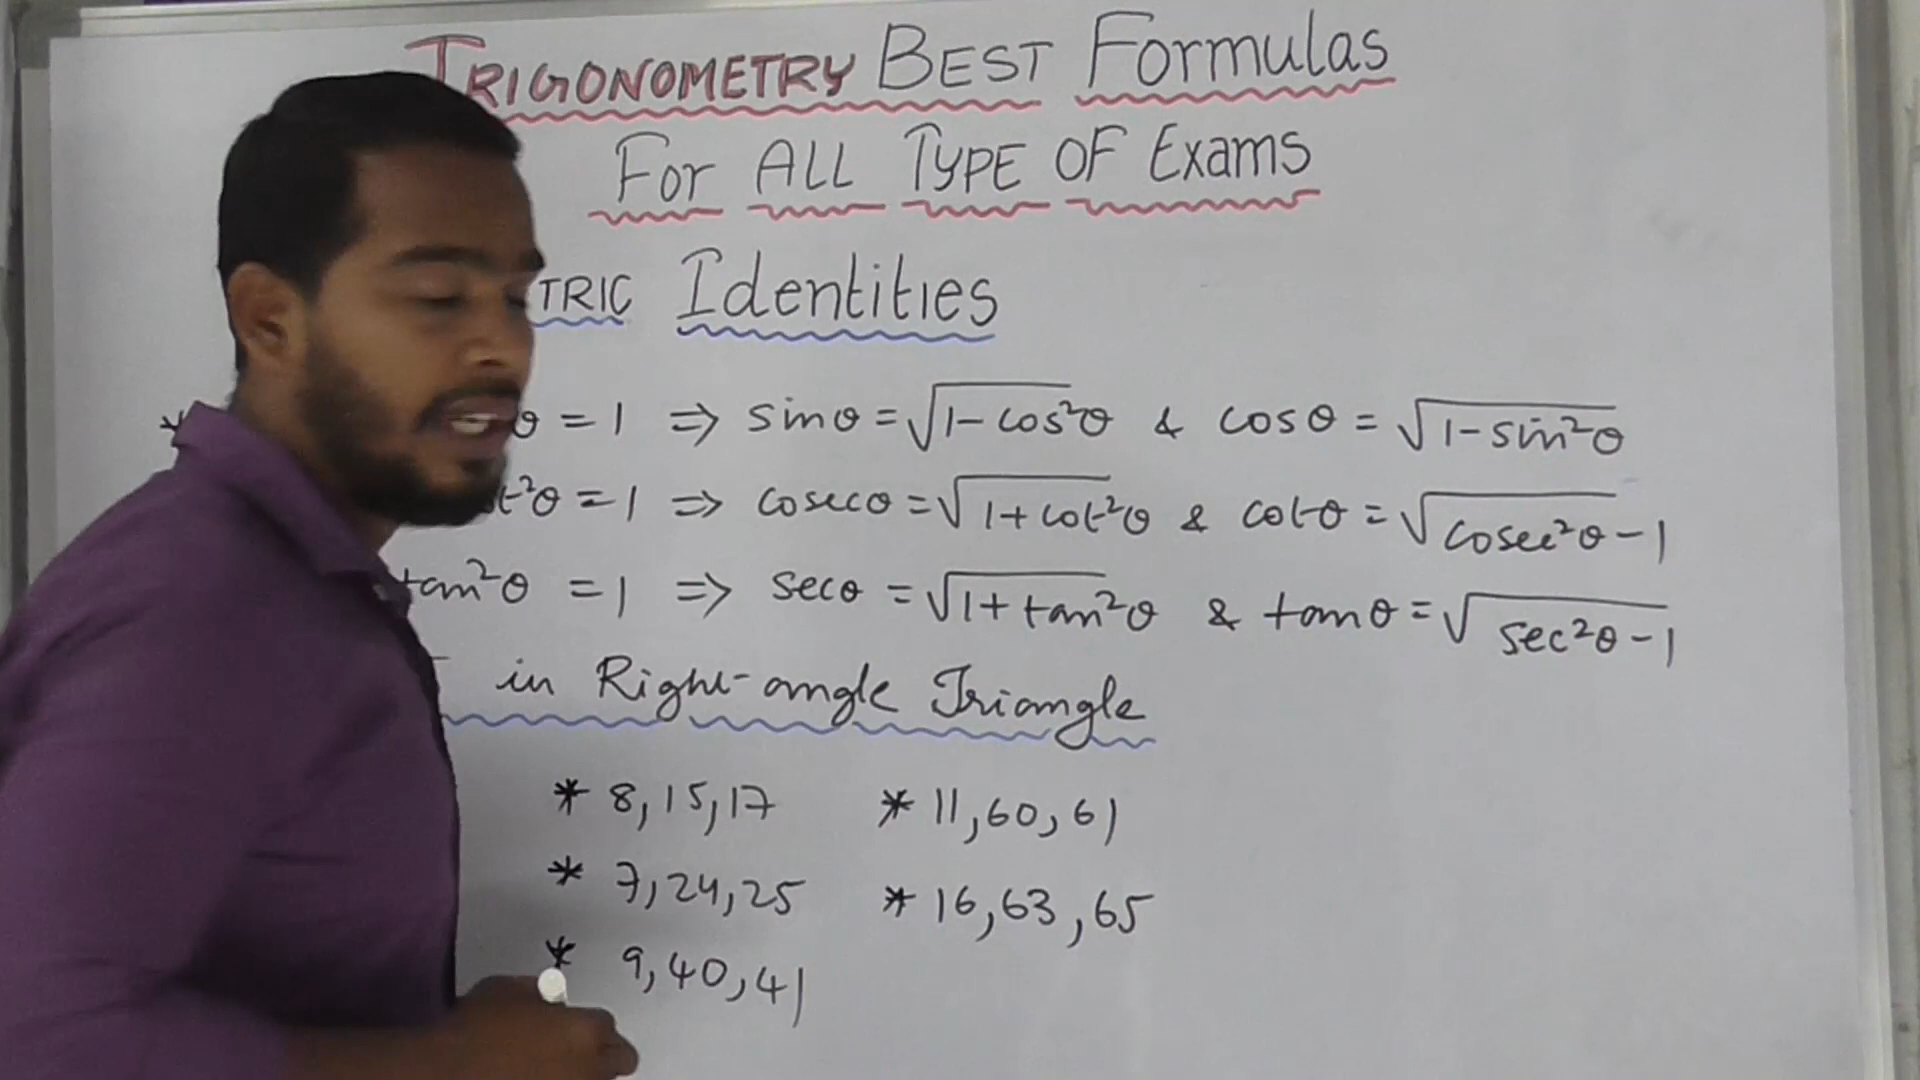 TRIGONOMETRY BEST Formulas
For ALL TYPE OF Exams
TRIC Identities
* θ = 1 ⇒ sinθ = √1-cos²θ & cosθ = √1-sin²θ
t²θ = 1 ⇒ cosecθ = √1+cot²θ & cotθ = √cosec²θ-1
tan²θ = 1 ⇒ secθ = √1+tan²θ & tanθ = √sec²θ-1
in Right-angle Triangle
* 8,15,17 * 11,60,61
* 7,24,25 * 16,63,65
* 9,40,41